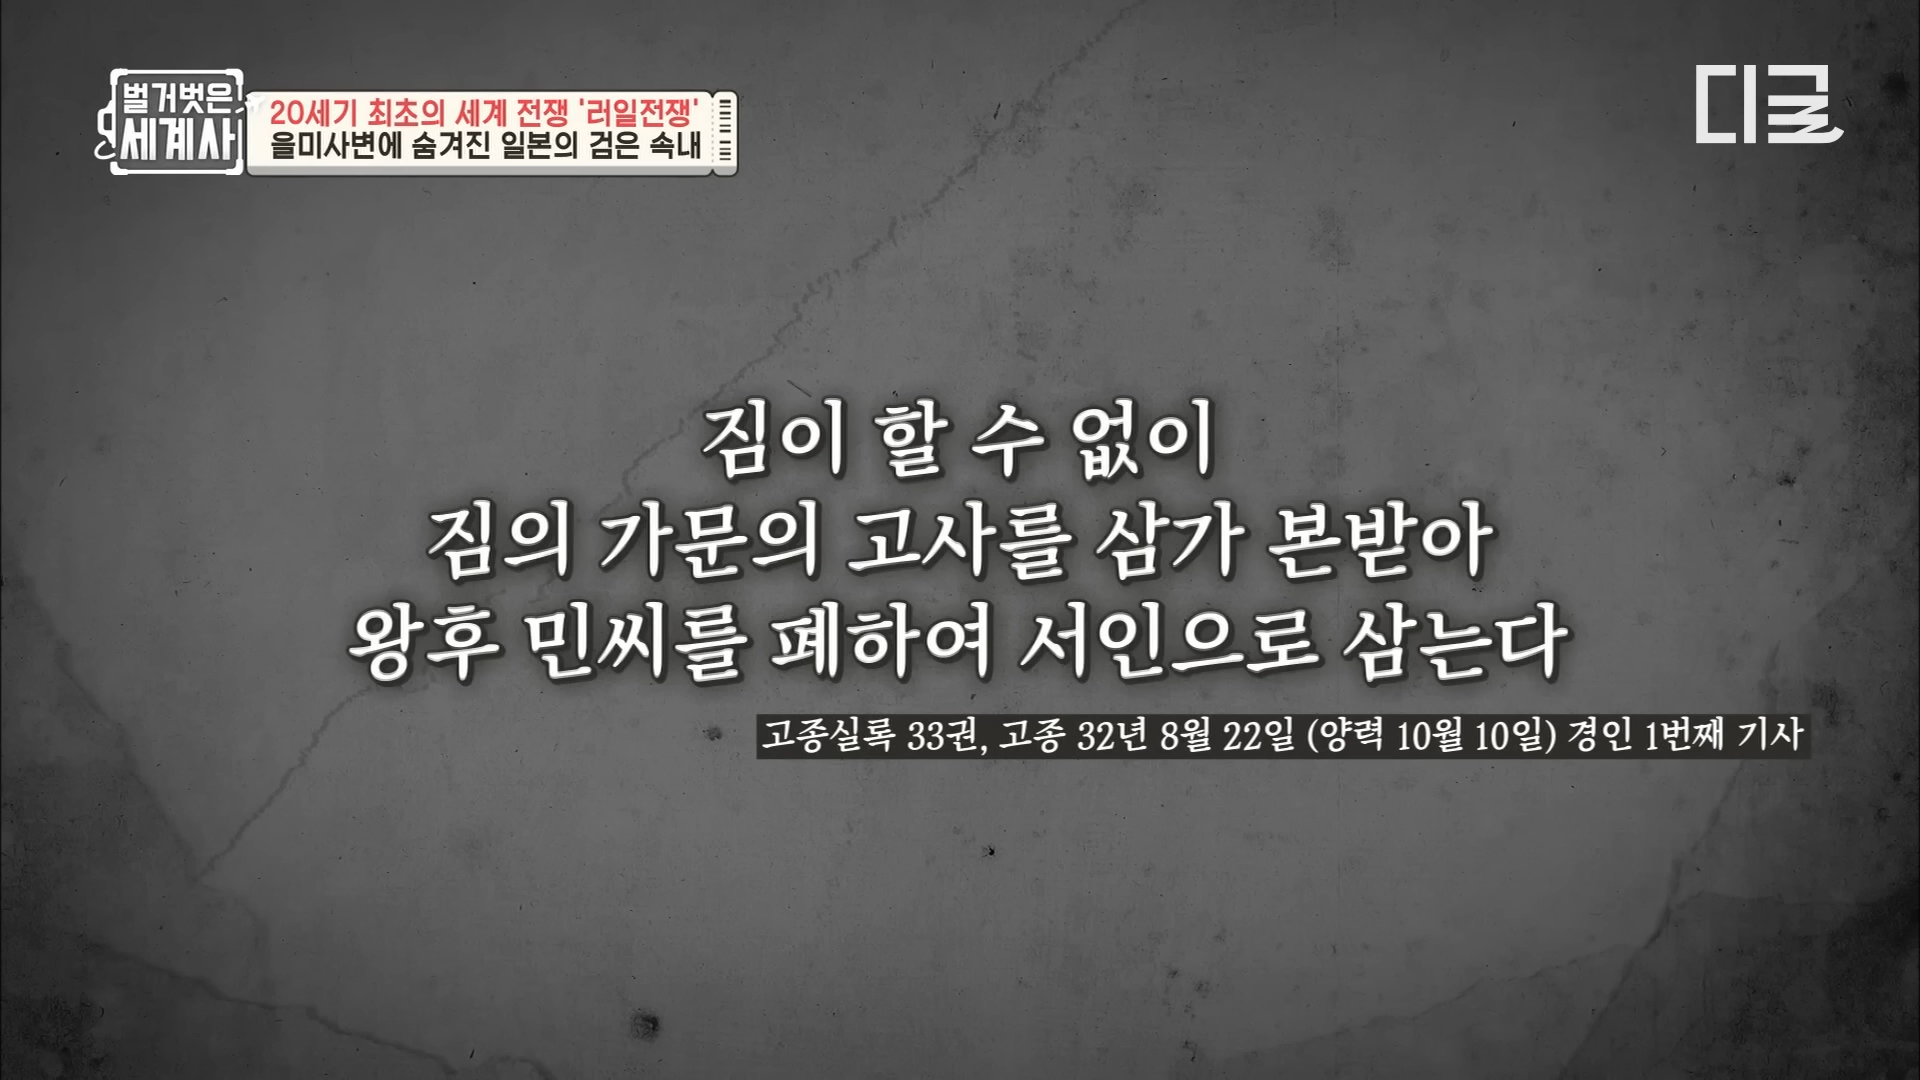 벌거벗은
세계사
20세기 최초의 세계 전쟁 '러일전쟁'
을미사변에 숨겨진 일본의 검은 속내
디글
짐이 할 수 없이
짐의 가문의 고사를 삼가 본받아
왕후 민씨를 폐하여 서인으로 삼는다
고종실록 33권, 고종 32년 8월 22일 (양력 10월 10일) 경인 1번째 기사